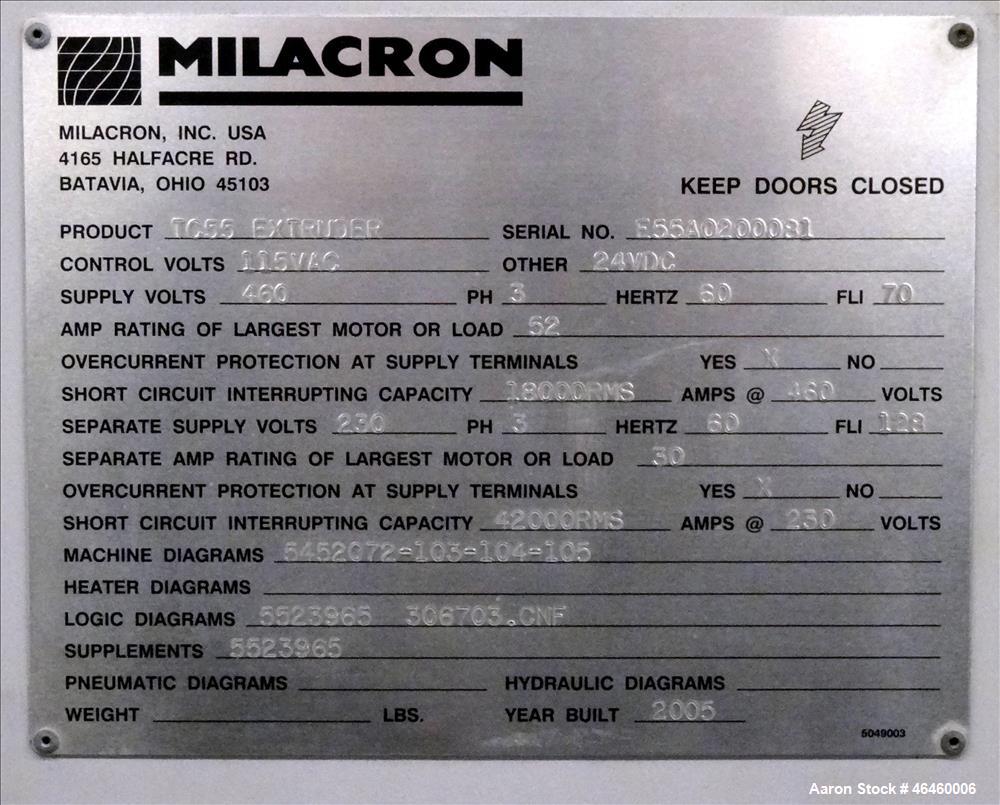 MILACRON
MILACRON, INC. USA
4165 HALFACRE RD.
BATAVIA, OHIO 45103
KEEP DOORS CLOSED
PRODUCT TC55 EXTRUDER SERIAL NO. E55A0200081
CONTROL VOLTS 115VAC OTHER 24VDC
SUPPLY VOLTS 460 PH 3 HERTZ 60 FLI 70
AMP RATING OF LARGEST MOTOR OR LOAD 52
OVERCURRENT PROTECTION AT SUPPLY TERMINALS YES X NO
SHORT CIRCUIT INTERRUPTING CAPACITY 18000RMS AMPS @ 460 VOLTS
SEPARATE SUPPLY VOLTS 230 PH 3 HERTZ 60 FLI 128
SEPARATE AMP RATING OF LARGEST MOTOR OR LOAD 30
OVERCURRENT PROTECTION AT SUPPLY TERMINALS YES X NO
SHORT CIRCUIT INTERRUPTING CAPACITY 42000RMS AMPS @ 230 VOLTS
MACHINE DIAGRAMS 5452072-103-104-105
HEATER DIAGRAMS
LOGIC DIAGRAMS 5523965 306703.CNF
SUPPLEMENTS 5523965
PNEUMATIC DIAGRAMS HYDRAULIC DIAGRAMS
WEIGHT LBS. YEAR BUILT 2005
5049003
Aaron Stock # 46460006